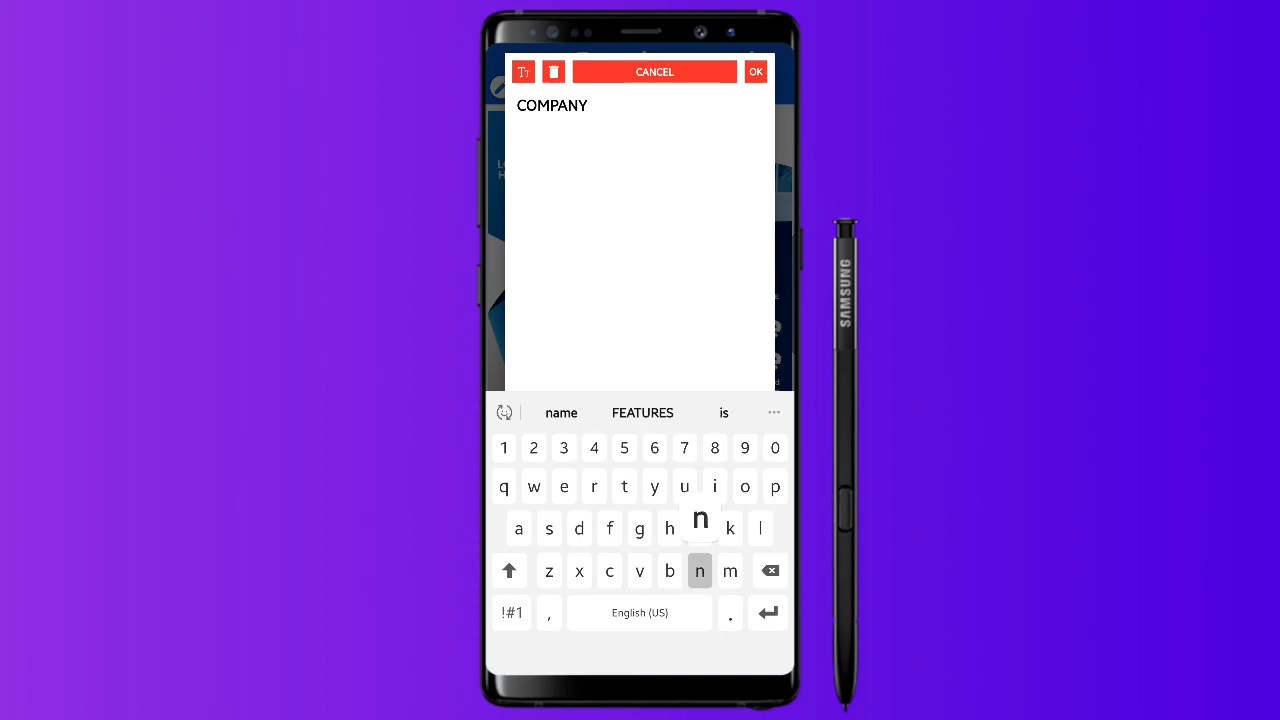 Tт CANCEL OK
COMPANY
name FEATURES is ...
1 2 3 4 5 6 7 8 9 0
q w e r t y u i o p
a s d f g h n k l
z x c v b n m
!#1 , English (US) .
SAMSUNG